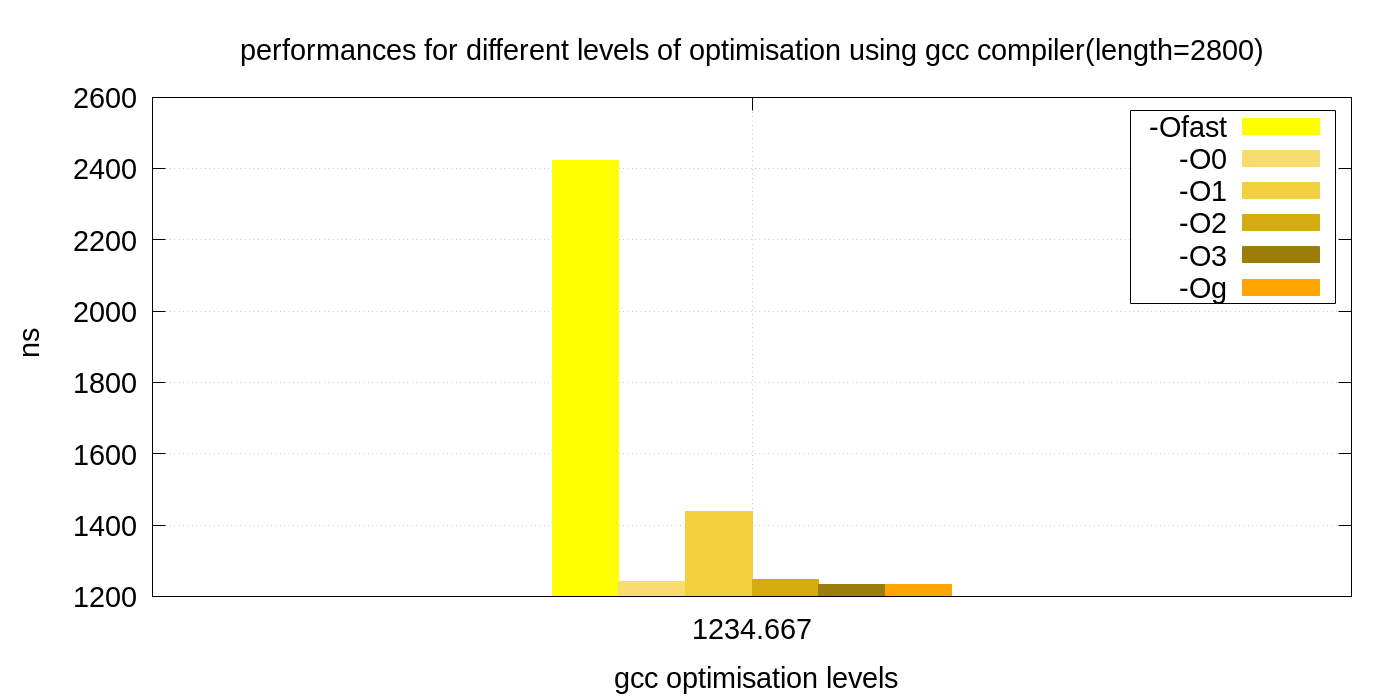 performances for different levels of optimisation using gcc compiler(length=2800)
2600
2400
2200
2000
1800
1600
1400
1200
ns
-Ofast
-O0
-O1
-O2
-O3
-Og
1234.667
gcc optimisation levels